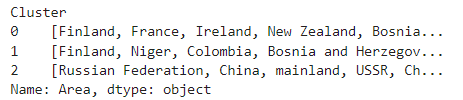 Cluster
0 [Finland, France, Ireland, New Zealand, Bosnia...
1 [Finland, Niger, Colombia, Bosnia and Herzegov...
2 [Russian Federation, China, mainland, USSR, Ch...
Name: Area, dtype: object